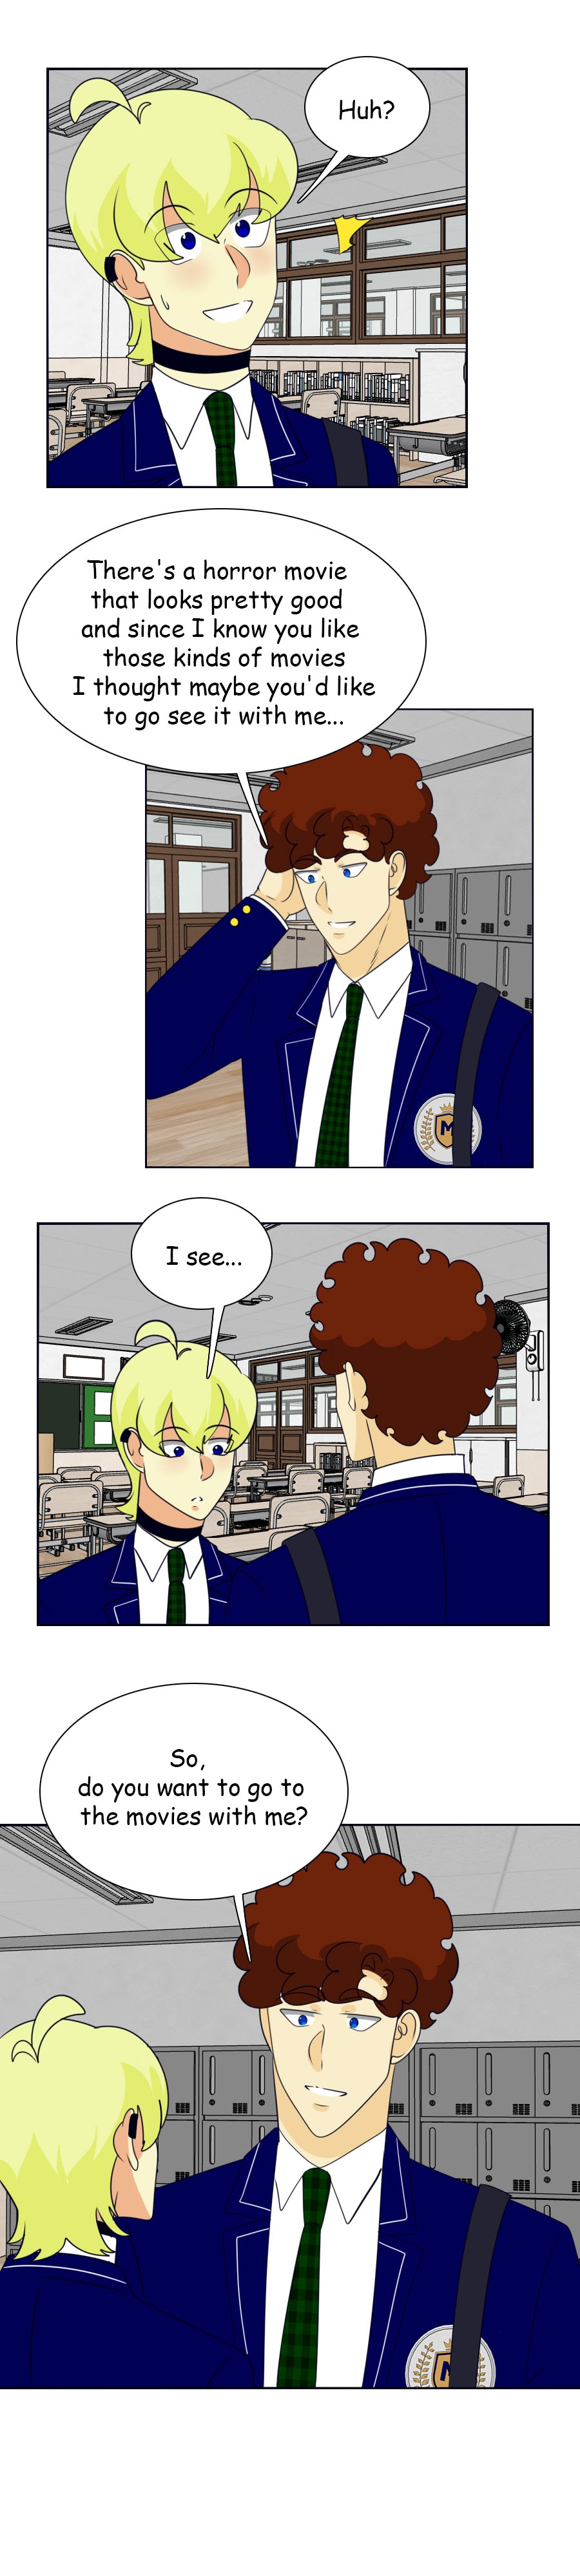 Huh?
There's a horror movie
that looks pretty good
and since I know you like
those kinds of movies
I thought maybe you'd like
to go see it with me...
M
I see...
So,
do you want to go to
the movies with me?
M